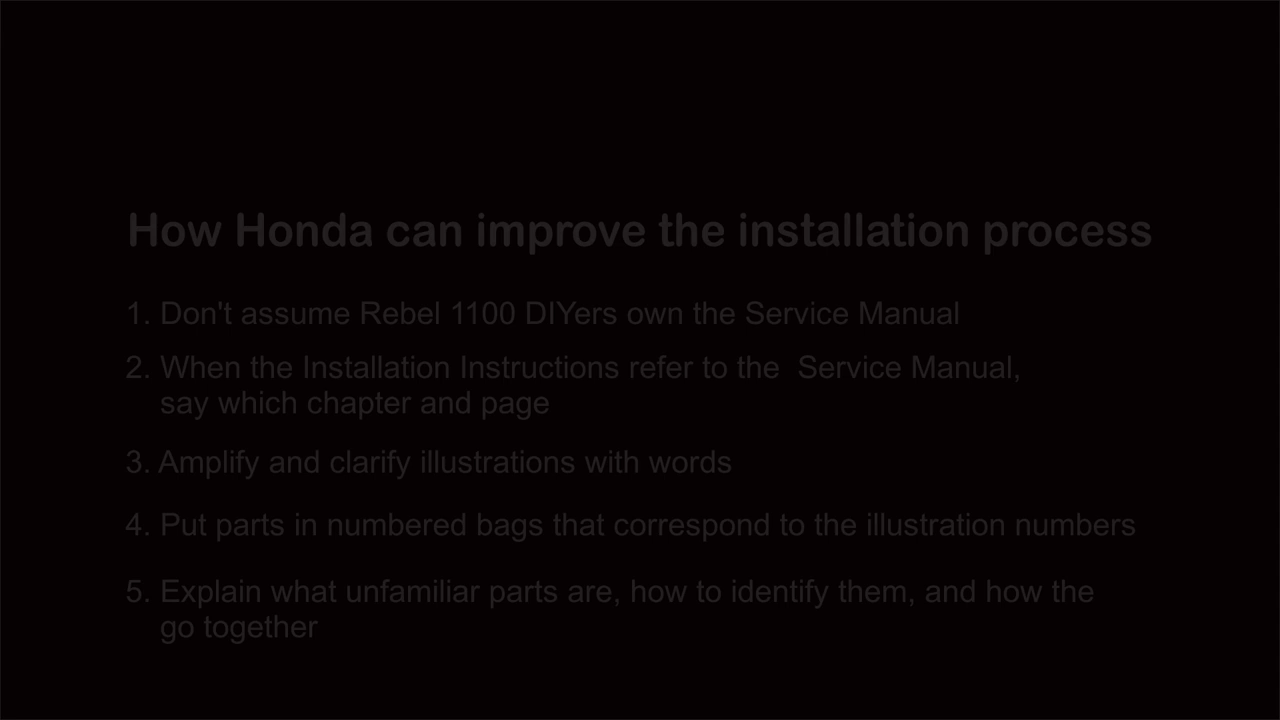 How Honda can improve the installation process
1. Don't assume Rebel 1100 DIYers own the Service Manual
2. When the Installation Instructions refer to the  Service Manual,
say which chapter and page
3. Amplify and clarify illustrations with words
4. Put parts in numbered bags that correspond to the illustration numbers
5. Explain what unfamiliar parts are, how to identify them, and how the
go together